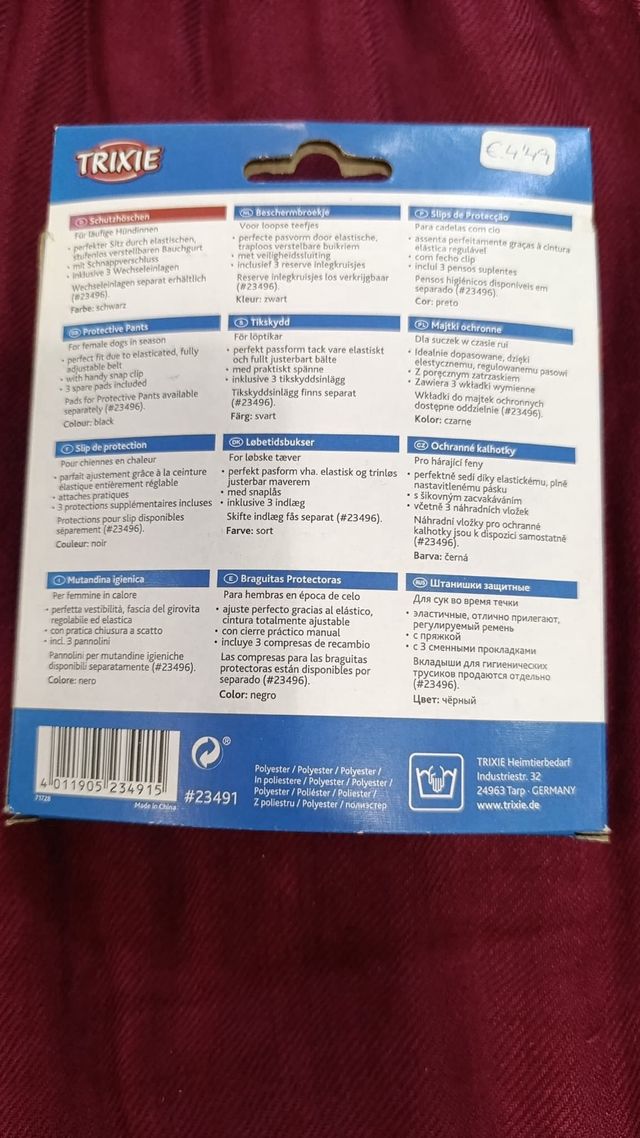 TRIXIE
€ 4'49
D Schutzhöschen
Für läufige Hündinnen
• perfekter Sitz durch elastischen,
stufenlos verstellbaren Bauchgurt
• mit Schnappverschluss
• inklusive 3 Wechseleinlagen
Wechseleinlagen separat erhältlich
(#23496).
Farbe: schwarz
NL Beschermbroekje
Voor loopse teefjes
• perfecte pasvorm door elastische,
traploos verstelbare buikriem
• met veiligheidssluiting
• inclusief 3 reserve inlegkruisjes
Reserve inlegkruisjes los verkrijgbaar
(#23496).
Kleur: zwart
P Slips de Protecção
Para cadelas com cio
• assenta perfeitamente graças à cintura
elástica regulável
• com fecho clip
• inclui 3 pensos suplentes
Pensos higiénicos disponíveis em
separado (#23496).
Cor: preto
GB Protective Pants
For female dogs in season
• perfect fit due to elasticated, fully
adjustable belt
• with handy snap clip
• 3 spare pads included
Pads for Protective Pants available
separately (#23496).
Colour: black
S Tikskydd
För löptikar
• perfekt passform tack vare elastiskt
och fullt justerbart bälte
• med praktiskt spänne
• inklusive 3 tikskyddsinlägg
Tikskyddsinlägg finns separat
(#23496).
Färg: svart
PL Majtki ochronne
Dla suczek w czasie rui
• Idealnie dopasowane, dzięki
elestycznemu, regulowanemu pasowi
• Z poręcznym zatrzaskiem
• Zawiera 3 wkładki wymienne
Wkładki do majtek ochronnych
dostępne oddzielnie (#23496).
Kolor: czarne
F Slip de protection
Pour chiennes en chaleur
• parfait ajustement grâce à la ceinture
élastique entièrement réglable
• attaches pratiques
• 3 protections supplémentaires incluses
Protections pour slip disponibles
séparement (#23496).
Couleur: noir
DK Løbetidsbukser
For løbske tæver
• perfekt pasform vha. elastisk og trinløs
justerbar maverem
• med snaplås
• inklusive 3 indlæg
Skifte indlæg fås separat (#23496).
Farve: sort
CZ Ochranné kalhotky
Pro hárající feny
• perfektně sedí díky elastickému, plně
nastavitelnému pásku
• s šikovným zacvakáváním
• včetně 3 náhradních vložek
Náhradní vložky pro ochranné
kalhotky jsou k dispozici samostatně
(#23496).
Barva: černá
I Mutandina igienica
Per femmine in calore
• perfetta vestibilità, fascia del girovita
regolabile ed elastica
• con pratica chiusura a scatto
• incl. 3 pannolini
Pannolini per mutandine igieniche
disponibili separatamente (#23496).
Colore: nero
E Braguitas Protectoras
Para hembras en época de celo
• ajuste perfecto gracias al elástico,
cintura totalmente ajustable
• con cierre práctico manual
• incluye 3 compresas de recambio
Las compresas para las braguitas
protectoras están disponibles por
separado (#23496).
Color: negro
RUS Штанишки защитные
Для сук во время течки
• эластичные, отлично прилегают,
регулируемый ремень
• с пряжкой
• с 3 сменными прокладками
Вкладыши для гигиенических
трусиков продаются отдельно
(#23496).
Цвет: чёрный
4 011905 234915
71728
Made in China
®
#23491
Polyester / Polyester / Polyester /
In poliestere / Polyester / Polyester /
Polyester / Poliéster / Poliester /
Z poliestru / Polyester / полиэстер
TRIXIE Heimtierbedarf
Industriestr. 32
24963 Tarp · GERMANY
www.trixie.de